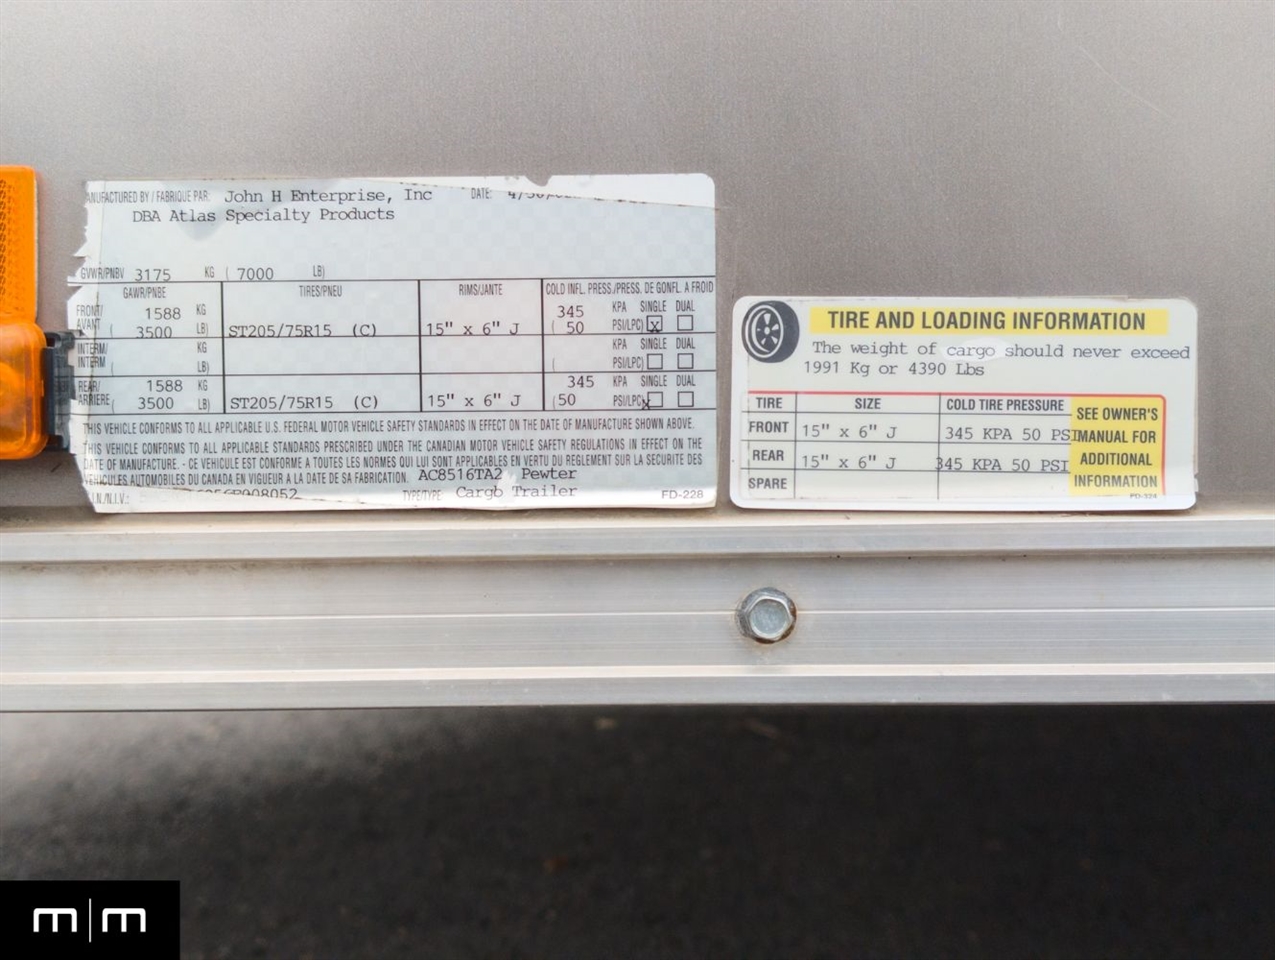 MANUFACTURED BY / FABRIQUE PAR: John H Enterprise, Inc DATE:
DBA Atlas Specialty Products
GVWR/PNBV 3175 KG ( 7000 LB)
GAWR/PNBE TIRES/PNEU RIMS/JANTE COLD INFL. PRESS./PRESS. DE GONFL. A FROID
FRONT/ 1588 KG 345 KPA SINGLE DUAL
AVANT ( 3500 LB) ST205/75R15 (C) 15" x 6" J ( 50 PSI/LPC) X
INTERM/ KG KPA SINGLE DUAL
INTERM ( LB) ( PSI/LPC)
REAR/ 1588 KG 345 KPA SINGLE DUAL
ARRIERE ( 3500 LB) ST205/75R15 (C) 15" x 6" J (50 PSI/LPC) X
THIS VEHICLE CONFORMS TO ALL APPLICABLE U.S. FEDERAL MOTOR VEHICLE SAFETY STANDARDS IN EFFECT ON THE DATE OF MANUFACTURE SHOWN ABOVE.
THIS VEHICLE CONFORMS TO ALL APPLICABLE STANDARDS PRESCRIBED UNDER THE CANADIAN MOTOR VEHICLE SAFETY REGULATIONS IN EFFECT ON THE
DATE OF MANUFACTURE. - CE VEHICULE EST CONFORME A TOUTES LES NORMES QUI LUI SONT APPLICABLES EN VERTU DU REGLEMENT SUR LA SECURITE DES
VEHICULES AUTOMOBILES DU CANADA EN VIGUEUR A LA DATE DE SA FABRICATION. AC8516TA2 Pewter
V.I.N./N.I.V.: TYPE/TYPE Cargo Trailer FD-228
TIRE AND LOADING INFORMATION
The weight of cargo should never exceed
1991 Kg or 4390 Lbs
TIRE SIZE COLD TIRE PRESSURE
FRONT 15" x 6" J 345 KPA 50 PSI
REAR 15" x 6" J 345 KPA 50 PSI
SPARE
SEE OWNER'S
MANUAL FOR
ADDITIONAL
INFORMATION
FD-324
m|m